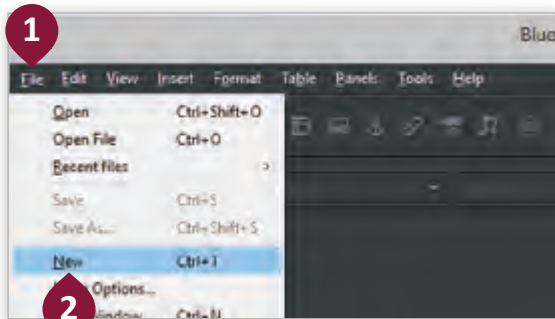 1
Blue
File Edit View Insert Format Table Panels Tools Help
Open Ctrl+Shift+O
Open File Ctrl+O
Recent files >
Save Ctrl+S
Save As... Ctrl+Shift+S
New Ctrl+T
Options...
2
Window Ctrl+N